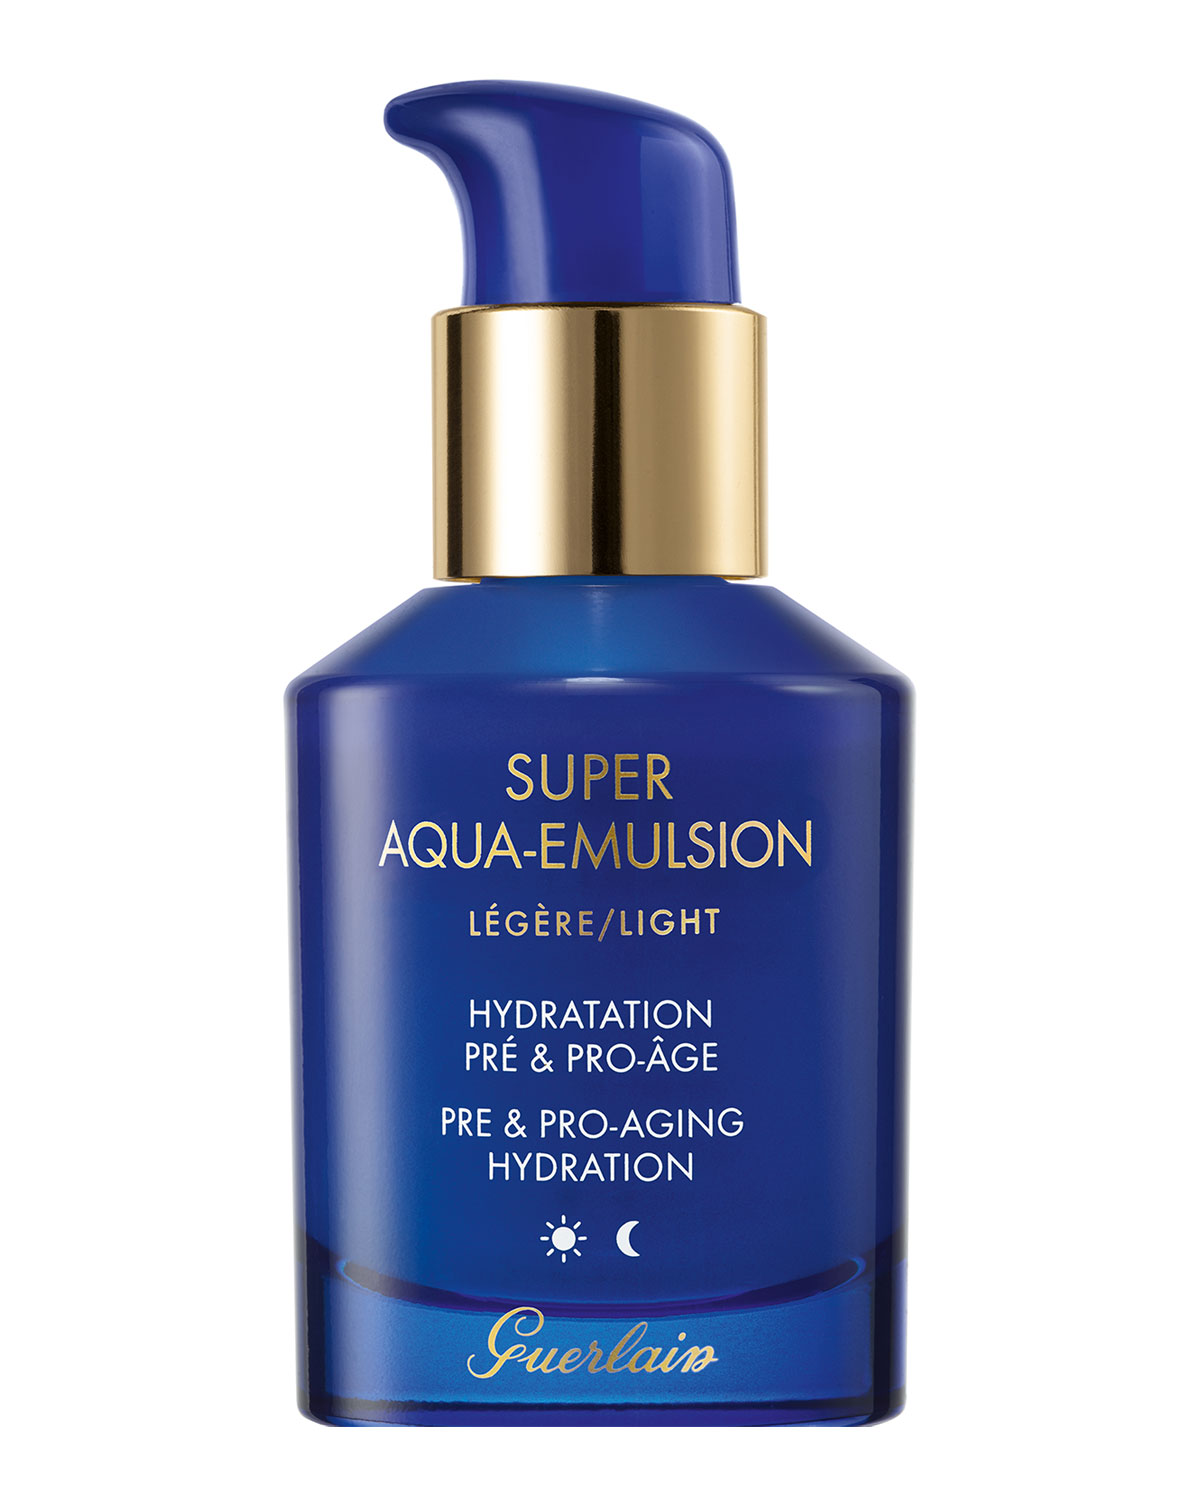 SUPER
AQUA-EMULSION
LÉGÈRE/LIGHT
HYDRATATION
PRÉ & PRO-ÂGE
PRE & PRO-AGING
HYDRATION
Guerlain